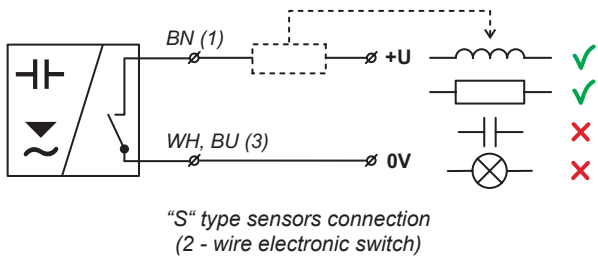 BN (1)
+U
WH, BU (3)
0V
“S“ type sensors connection
(2 - wire electronic switch)